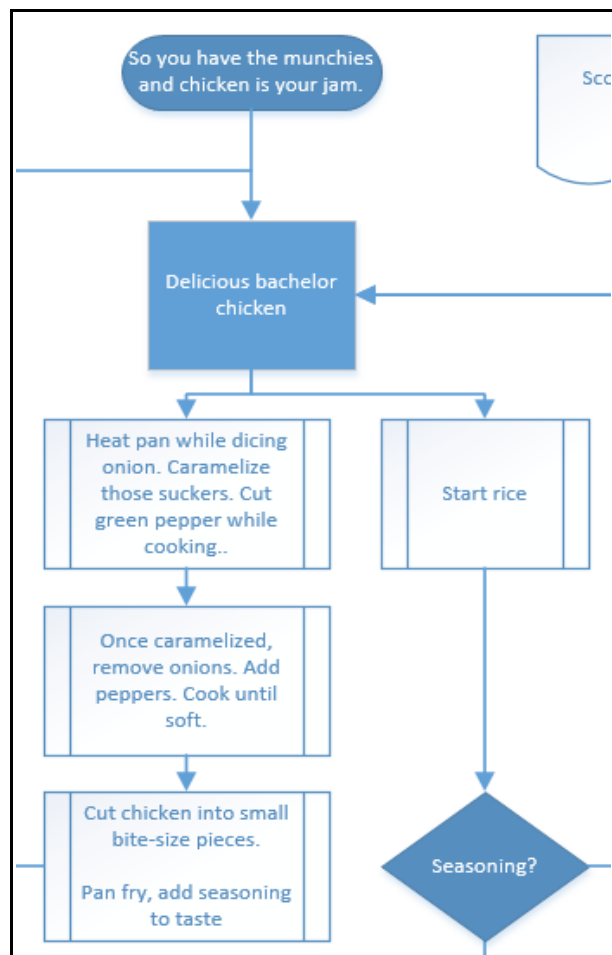 So you have the munchies
and chicken is your jam.
Delicious bachelor
chicken
Heat pan while dicing
onion. Caramelize
those suckers. Cut
green pepper while
cooking..
Start rice
Once caramelized,
remove onions. Add
peppers. Cook until
soft.
Cut chicken into small
bite-size pieces.
Pan fry, add seasoning
to taste
Seasoning?